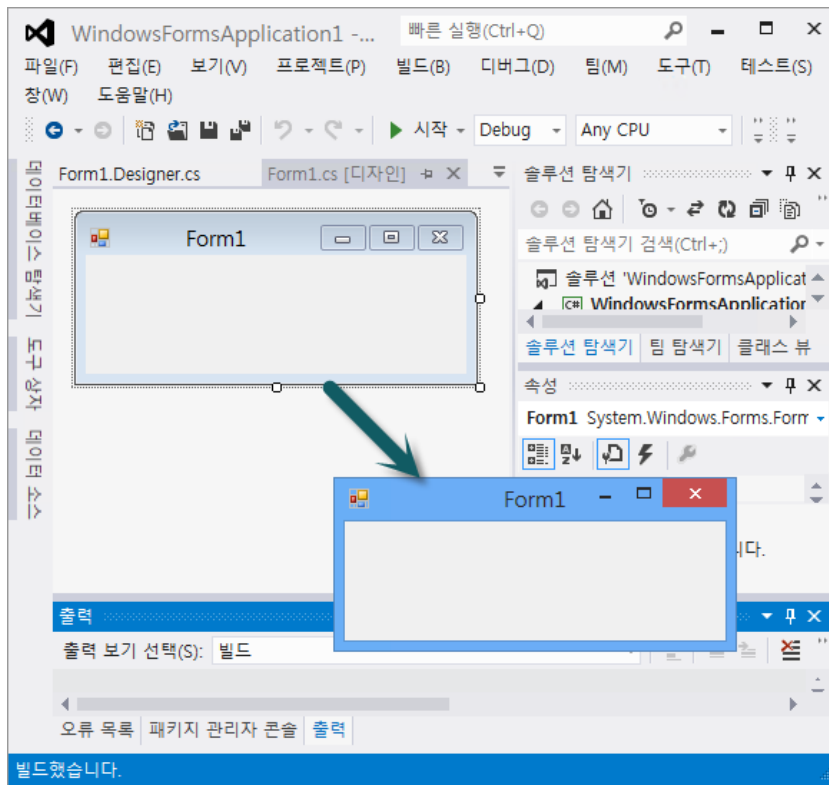 WindowsFormsApplication1 -...
빠른 실행(Ctrl+Q)
파일(F) 편집(E) 보기(V) 프로젝트(P) 빌드(B) 디버그(D) 팀(M) 도구(T) 테스트(S)
창(W) 도움말(H)
시작 Debug Any CPU
데이터베이스 탐색기
도구 상자
데이터 소스
Form1.Designer.cs Form1.cs [디자인]
Form1
솔루션 탐색기
솔루션 탐색기 검색(Ctrl+;)
솔루션 'WindowsFormsApplicat
C# WindowsFormsApplication
솔루션 탐색기 팀 탐색기 클래스 뷰
속성
Form1 System.Windows.Forms.Form
Form1
니다.
출력
출력 보기 선택(S): 빌드
오류 목록 패키지 관리자 콘솔 출력
빌드했습니다.